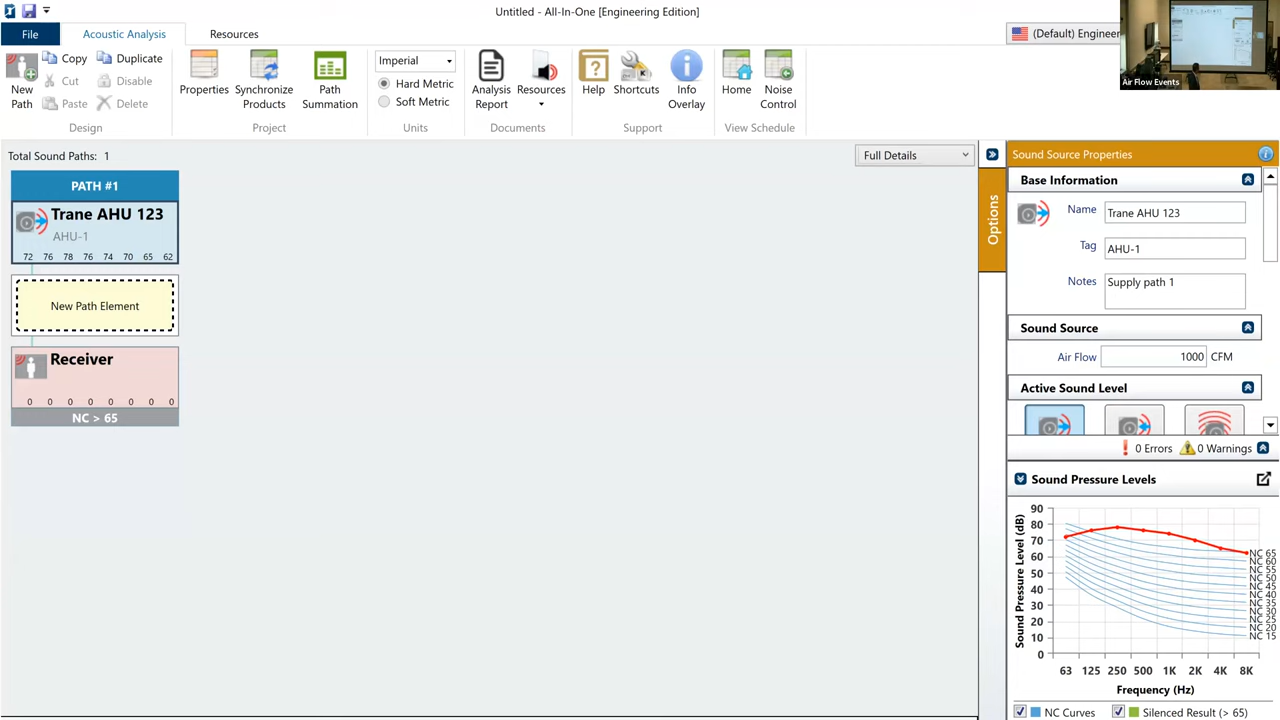 Untitled - All-In-One [Engineering Edition]
File
Acoustic Analysis
Resources
(Default) Engineer
Air Flow Events
New Path
Copy
Cut
Paste
Duplicate
Disable
Delete
Design
Properties
Synchronize Products
Path Summation
Project
Imperial
Hard Metric
Soft Metric
Units
Analysis Report
Resources
Documents
Help
Shortcuts
Info Overlay
Support
Home
Noise Control
View Schedule
Total Sound Paths: 1
Full Details
PATH #1
Trane AHU 123
AHU-1
72 76 78 76 74 70 65 62
New Path Element
Receiver
0 0 0 0 0 0 0 0
NC > 65
Options
Sound Source Properties
Base Information
Name Trane AHU 123
Tag AHU-1
Notes Supply path 1
Sound Source
Air Flow 1000 CFM
Active Sound Level
0 Errors 0 Warnings
Sound Pressure Levels
Sound Pressure Level (dB)
90
80
70
60
50
40
30
20
10
0
NC 65
NC 60
NC 55
NC 50
NC 45
NC 40
NC 35
NC 30
NC 25
NC 20
NC 15
63 125 250 500 1K 2K 4K 8K
Frequency (Hz)
NC Curves Silenced Result (> 65)